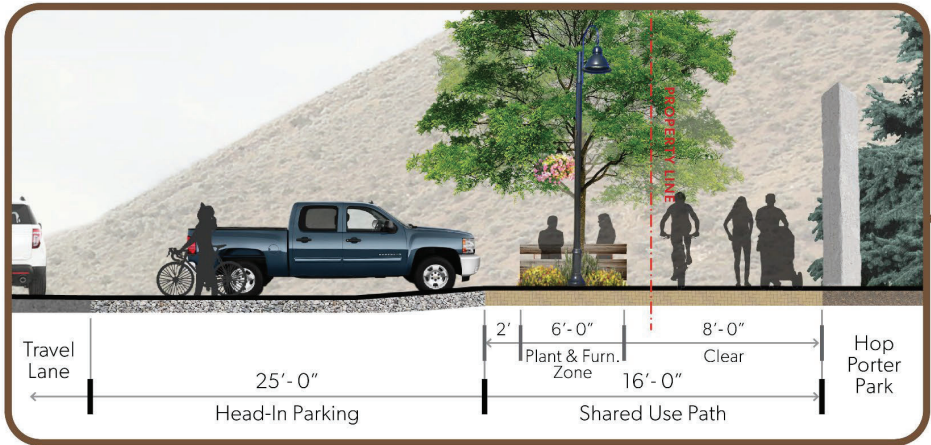 PROPERTY LINE
Travel
Lane
25'-0"
Head-In Parking
2'
6'-0"
Plant & Furn.
Zone
8'-0"
Clear
16'-0"
Shared Use Path
Hop
Porter
Park